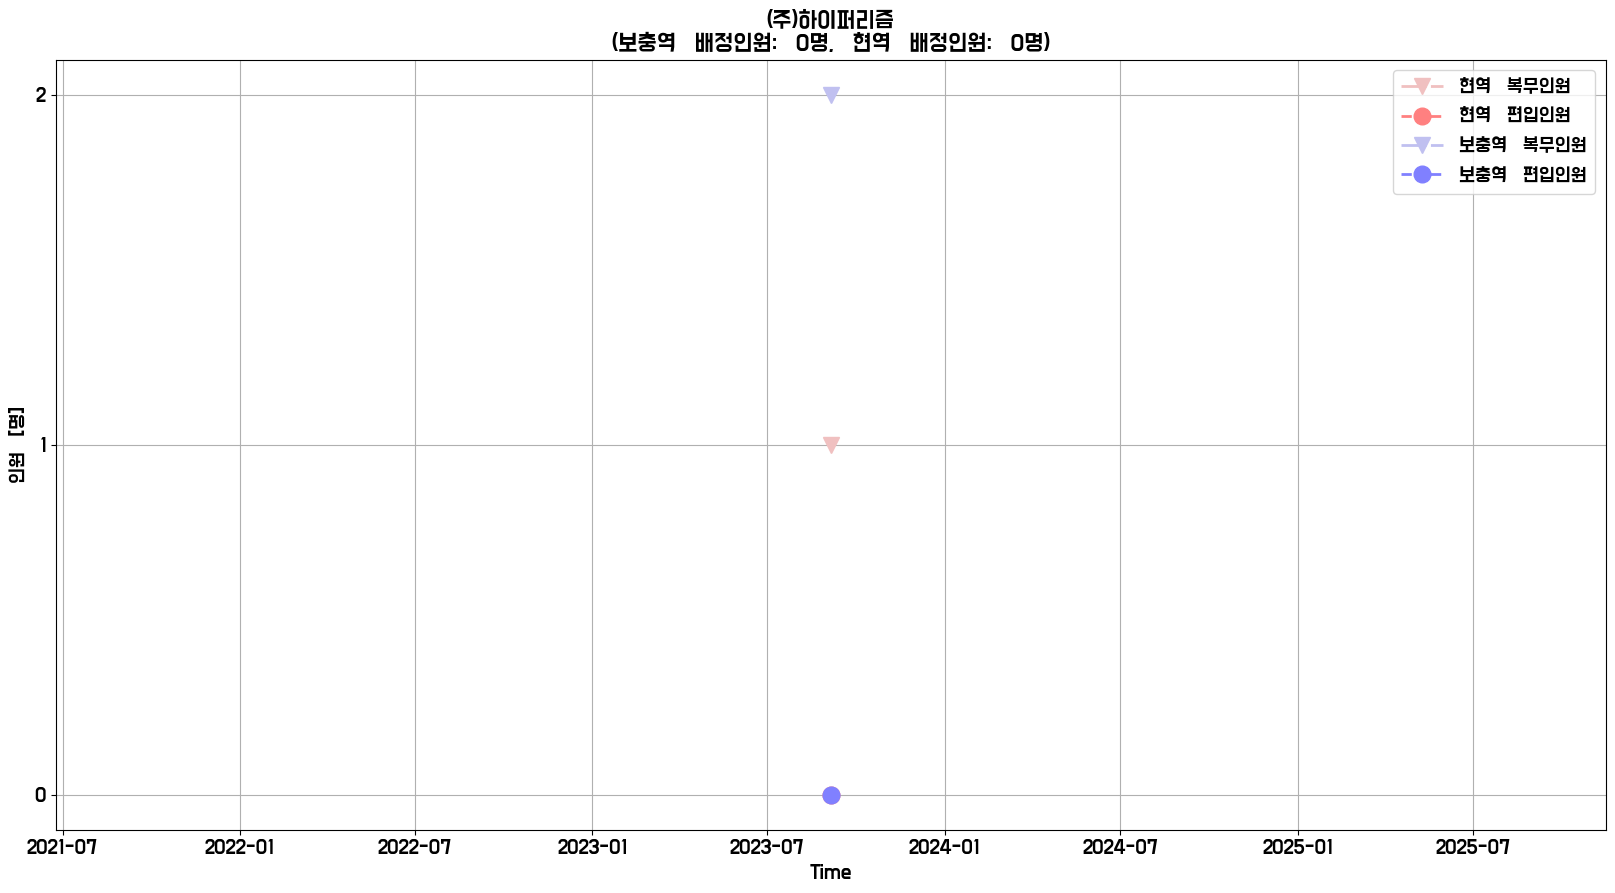 (주)하이퍼리즘
(보충역 배정인원: 0명, 현역 배정인원: 0명)
현역 복무인원
현역 편입인원
보충역 복무인원
보충역 편입인원
인원 [명]
2
1
0
2021-07 2022-01 2022-07 2023-01 2023-07 2024-01 2024-07 2025-01 2025-07
Time